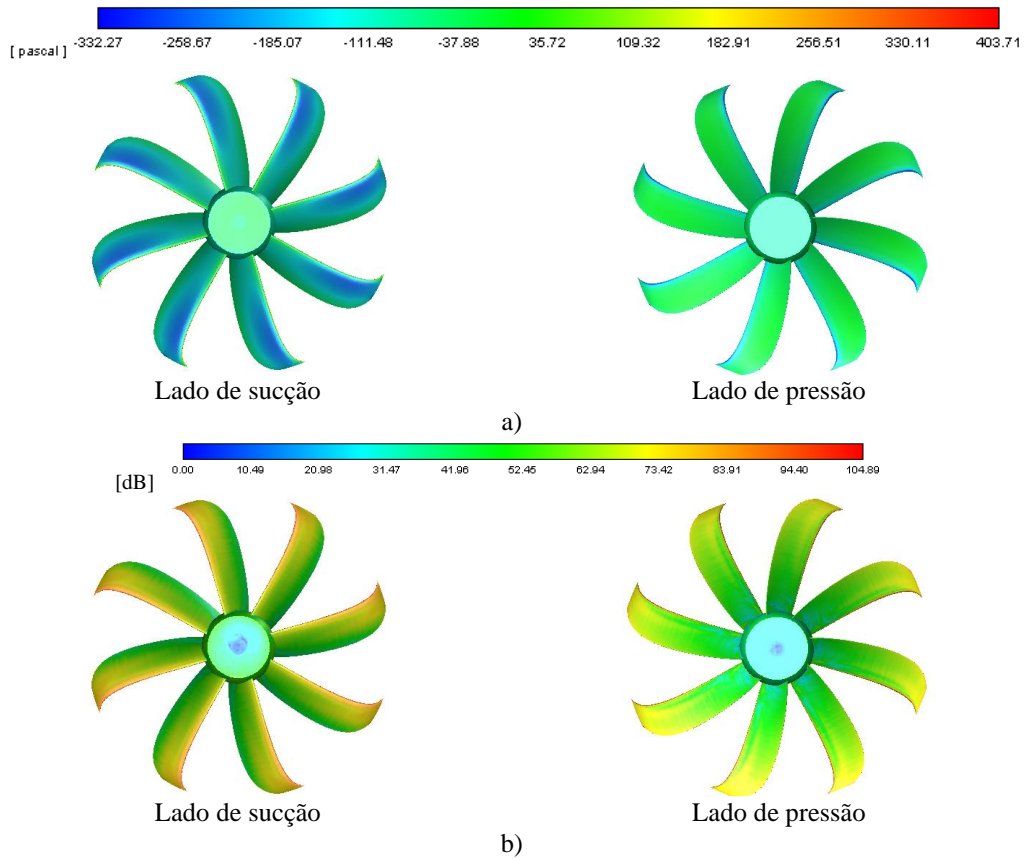 [ pascal ] -332.27 -258.67 -185.07 -111.48 -37.88 35.72 109.32 182.91 256.51 330.11 403.71
Lado de sucção Lado de pressão
a)
[dB] 0.00 10.49 20.98 31.47 41.96 52.45 62.94 73.42 83.91 94.40 104.89
Lado de sucção Lado de pressão
b)